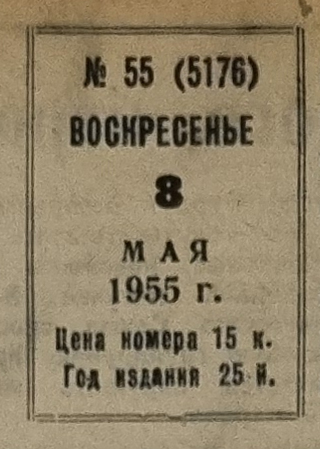 № 55 (5176)
ВОСКРЕСЕНЬЕ
8
МАЯ
1955 г.
Цена номера 15 к.
Год издания 25-й.